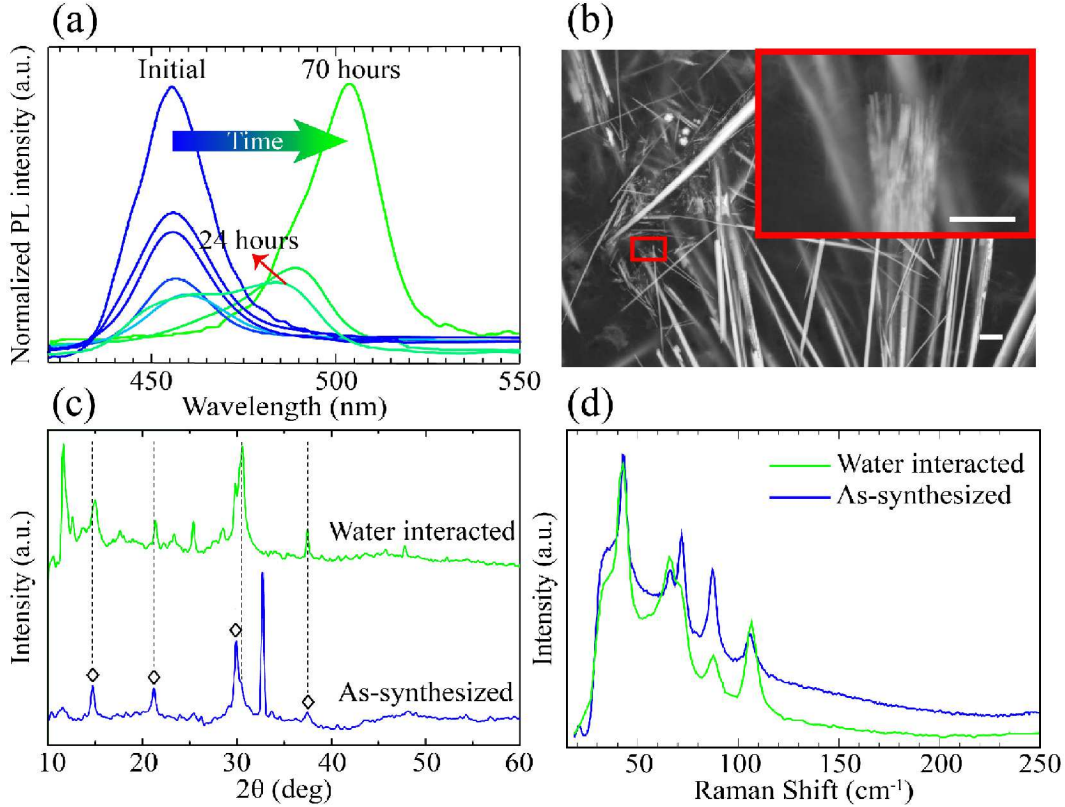 (a)
Normalized PL intensity (a.u.)
Initial
70 hours
Time
24 hours
450
500
550
Wavelength (nm)
(b)
(c)
Intensity (a.u.)
Water interacted
As-synthesized
10
20
30
40
50
60
2θ (deg)
(d)
Intensity (a.u.)
Water interacted
As-synthesized
50
100
150
200
250
Raman Shift (cm⁻¹)